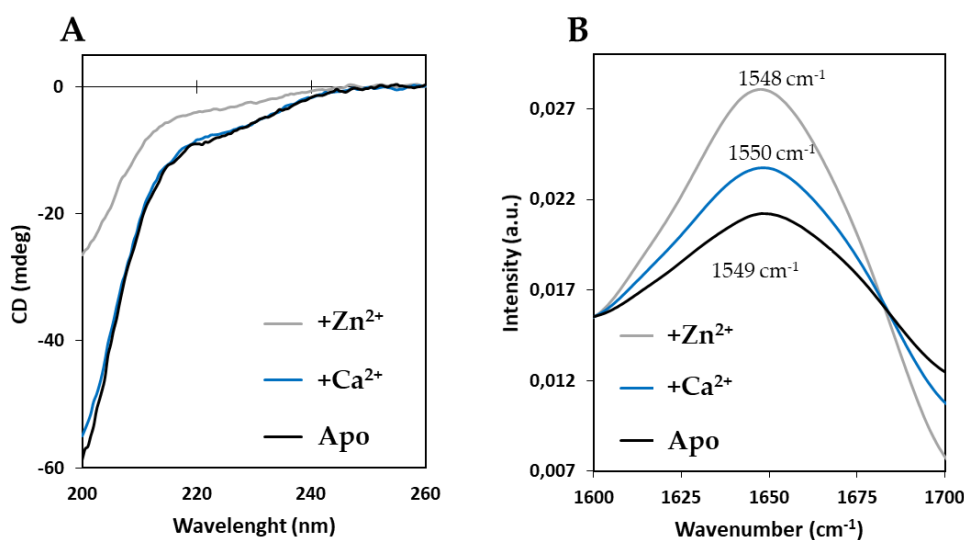 A
0
-20
-40
-60
CD (mdeg)
200
220
240
260
Wavelenght (nm)
+Zn²⁺
+Ca²⁺
Apo
B
0,027
0,022
0,017
0,012
0,007
Intensity (a.u.)
1548 cm⁻¹
1550 cm⁻¹
1549 cm⁻¹
+Zn²⁺
+Ca²⁺
Apo
1600
1625
1650
1675
1700
Wavenumber (cm⁻¹)